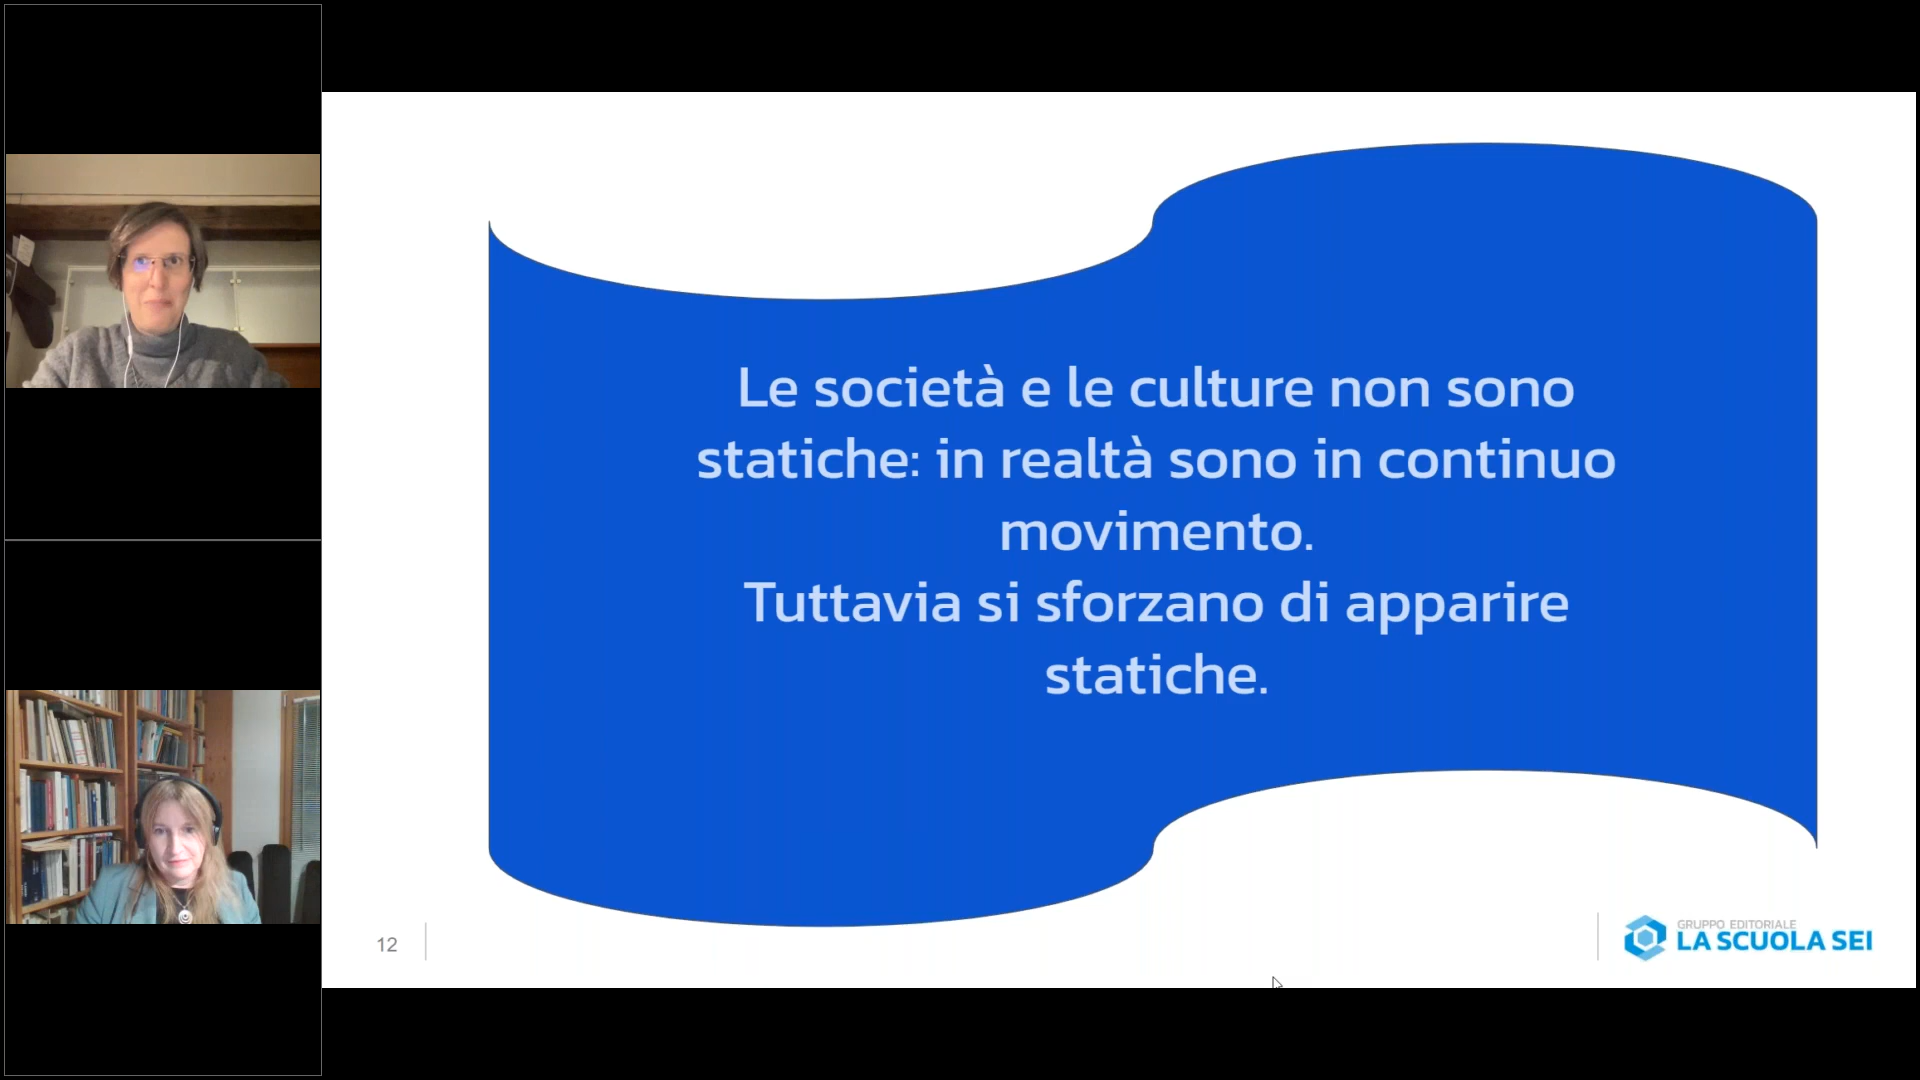 Le società e le culture non sono
statiche: in realtà sono in continuo
movimento.
Tuttavia si sforzano di apparire
statiche.
12
GRUPPO EDITORIALE
LA SCUOLA SEI